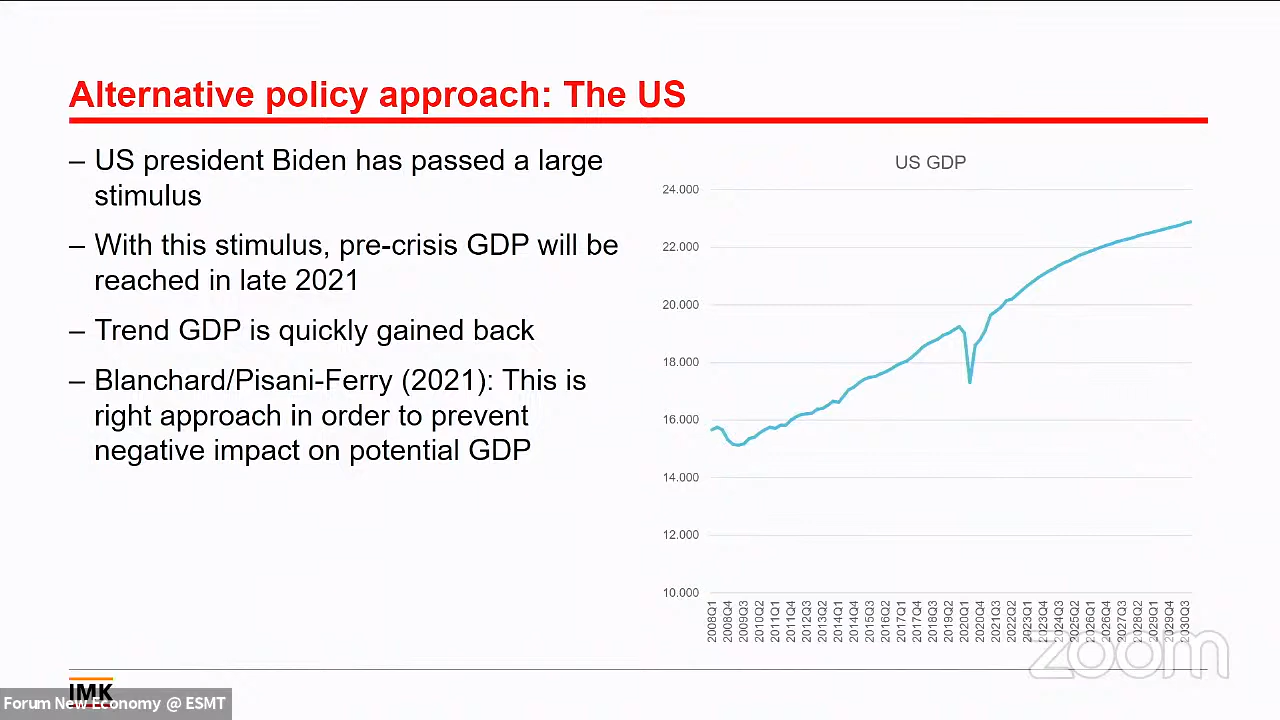 Alternative policy approach: The US
– US president Biden has passed a large
stimulus
– With this stimulus, pre-crisis GDP will be
reached in late 2021
– Trend GDP is quickly gained back
– Blanchard/Pisani-Ferry (2021): This is
right approach in order to prevent
negative impact on potential GDP
US GDP
24.000
22.000
20.000
18.000
16.000
14.000
12.000
10.000
2008Q1
2008Q4
2009Q3
2010Q2
2011Q1
2011Q4
2012Q3
2013Q2
2014Q1
2014Q4
2015Q3
2016Q2
2017Q1
2017Q4
2018Q3
2019Q2
2020Q1
2020Q4
2021Q3
2022Q2
2023Q1
2023Q4
2024Q3
2025Q2
2026Q1
2026Q4
2027Q3
2028Q2
2029Q1
2029Q4
2030Q3
zoom
IMK
Forum New Economy @ ESMT